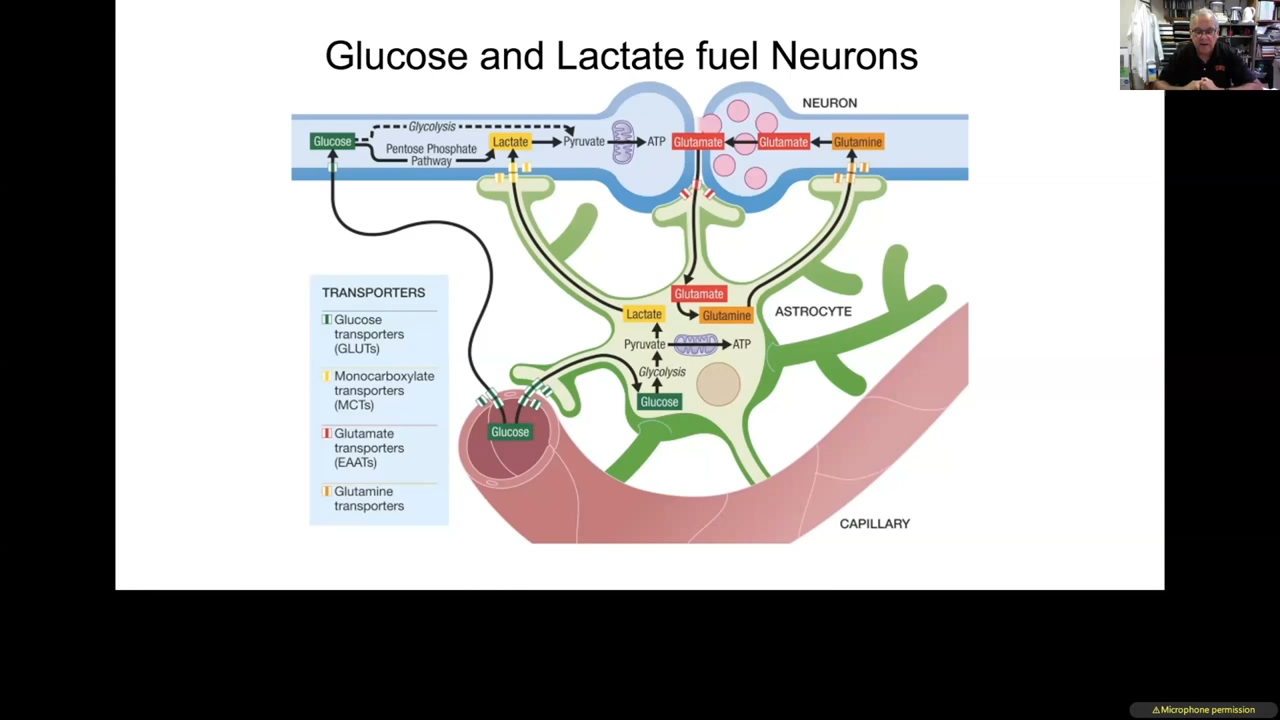 Glucose and Lactate fuel Neurons
NEURON
Glucose
Glycolysis
Pentose Phosphate
Pathway
Lactate
Pyruvate
ATP
Glutamate
Glutamate
Glutamine
TRANSPORTERS
Glucose
transporters
(GLUTs)
Monocarboxylate
transporters
(MCTs)
Glutamate
transporters
(EAATs)
Glutamine
transporters
Glutamate
Lactate
Glutamine
ASTROCYTE
Pyruvate
ATP
Glycolysis
Glucose
Glucose
CAPILLARY
⚠Microphone permission